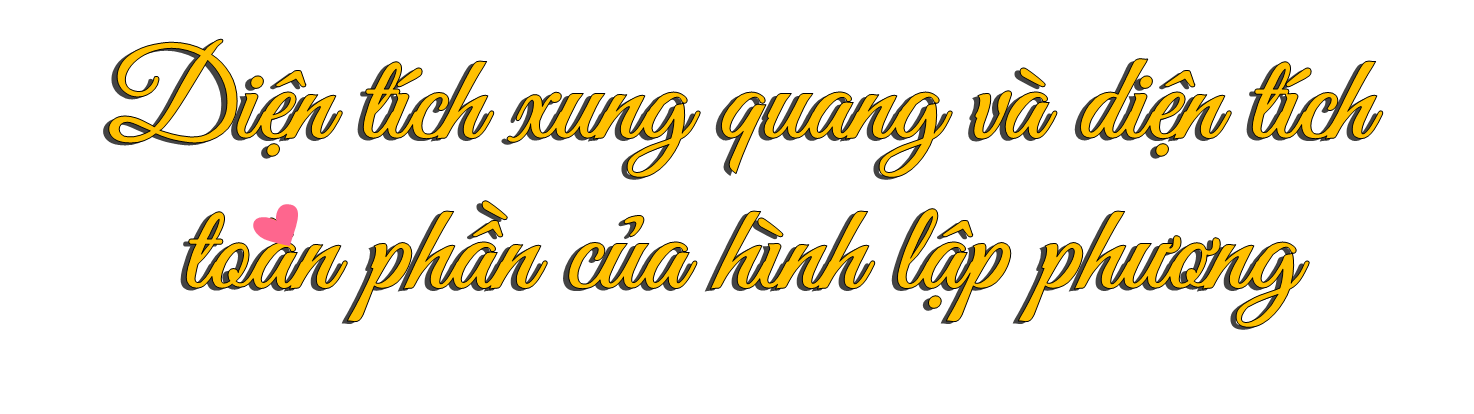 Diện tích xung quang và diện tích
toàn phần của hình lập phương